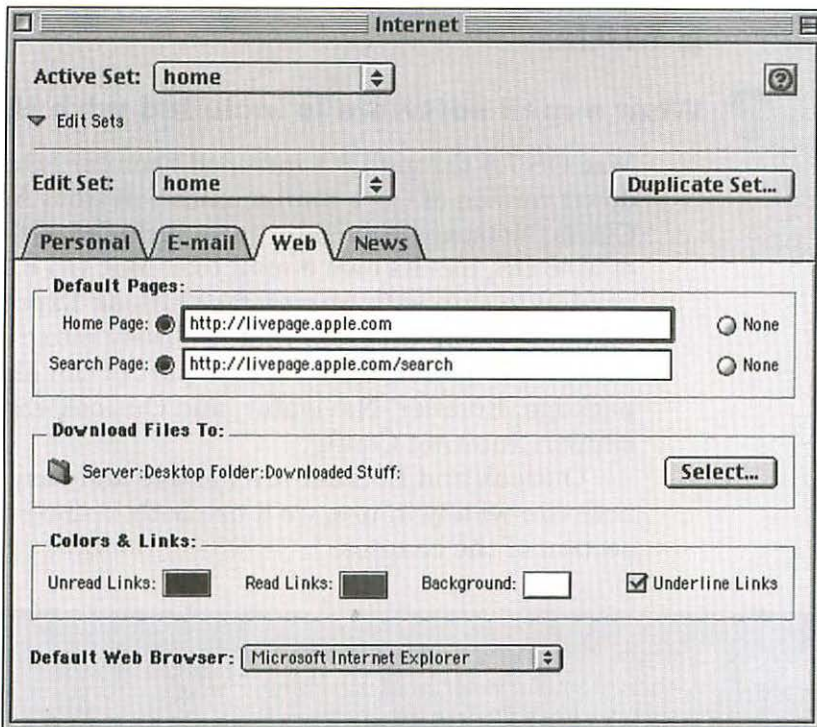 Internet
Active Set: home
Edit Sets
Edit Set: home Duplicate Set...
Personal E-mail Web News
Default Pages:
Home Page: http://livepage.apple.com None
Search Page: http://livepage.apple.com/search None
Download Files To:
Server:Desktop Folder:Downloaded Stuff: Select...
Colors & Links:
Unread Links: Read Links: Background: Underline Links
Default Web Browser: Microsoft Internet Explorer